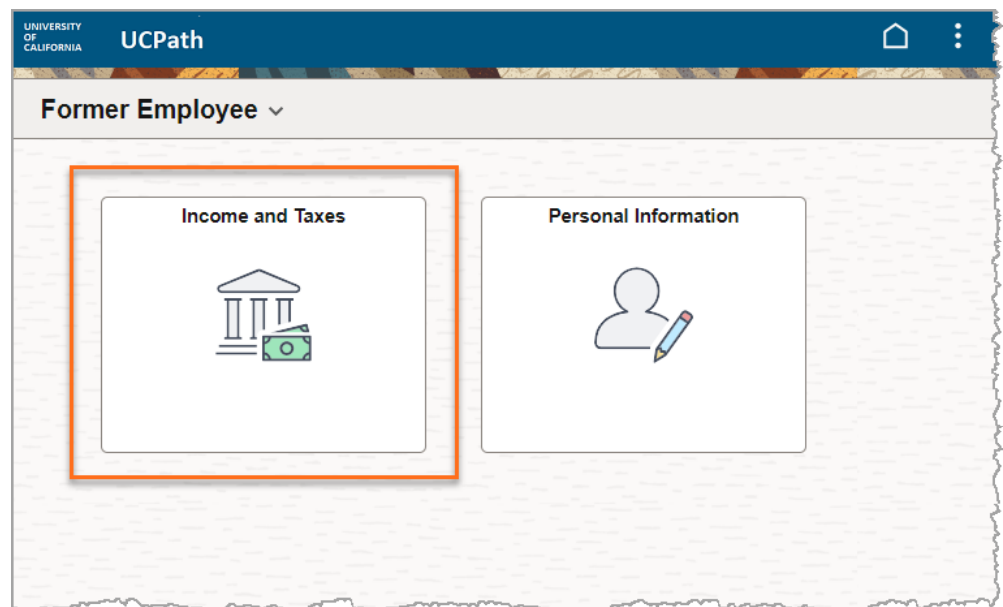 UNIVERSITY
OF
CALIFORNIA
UCPath
Former Employee
Income and Taxes
Personal Information